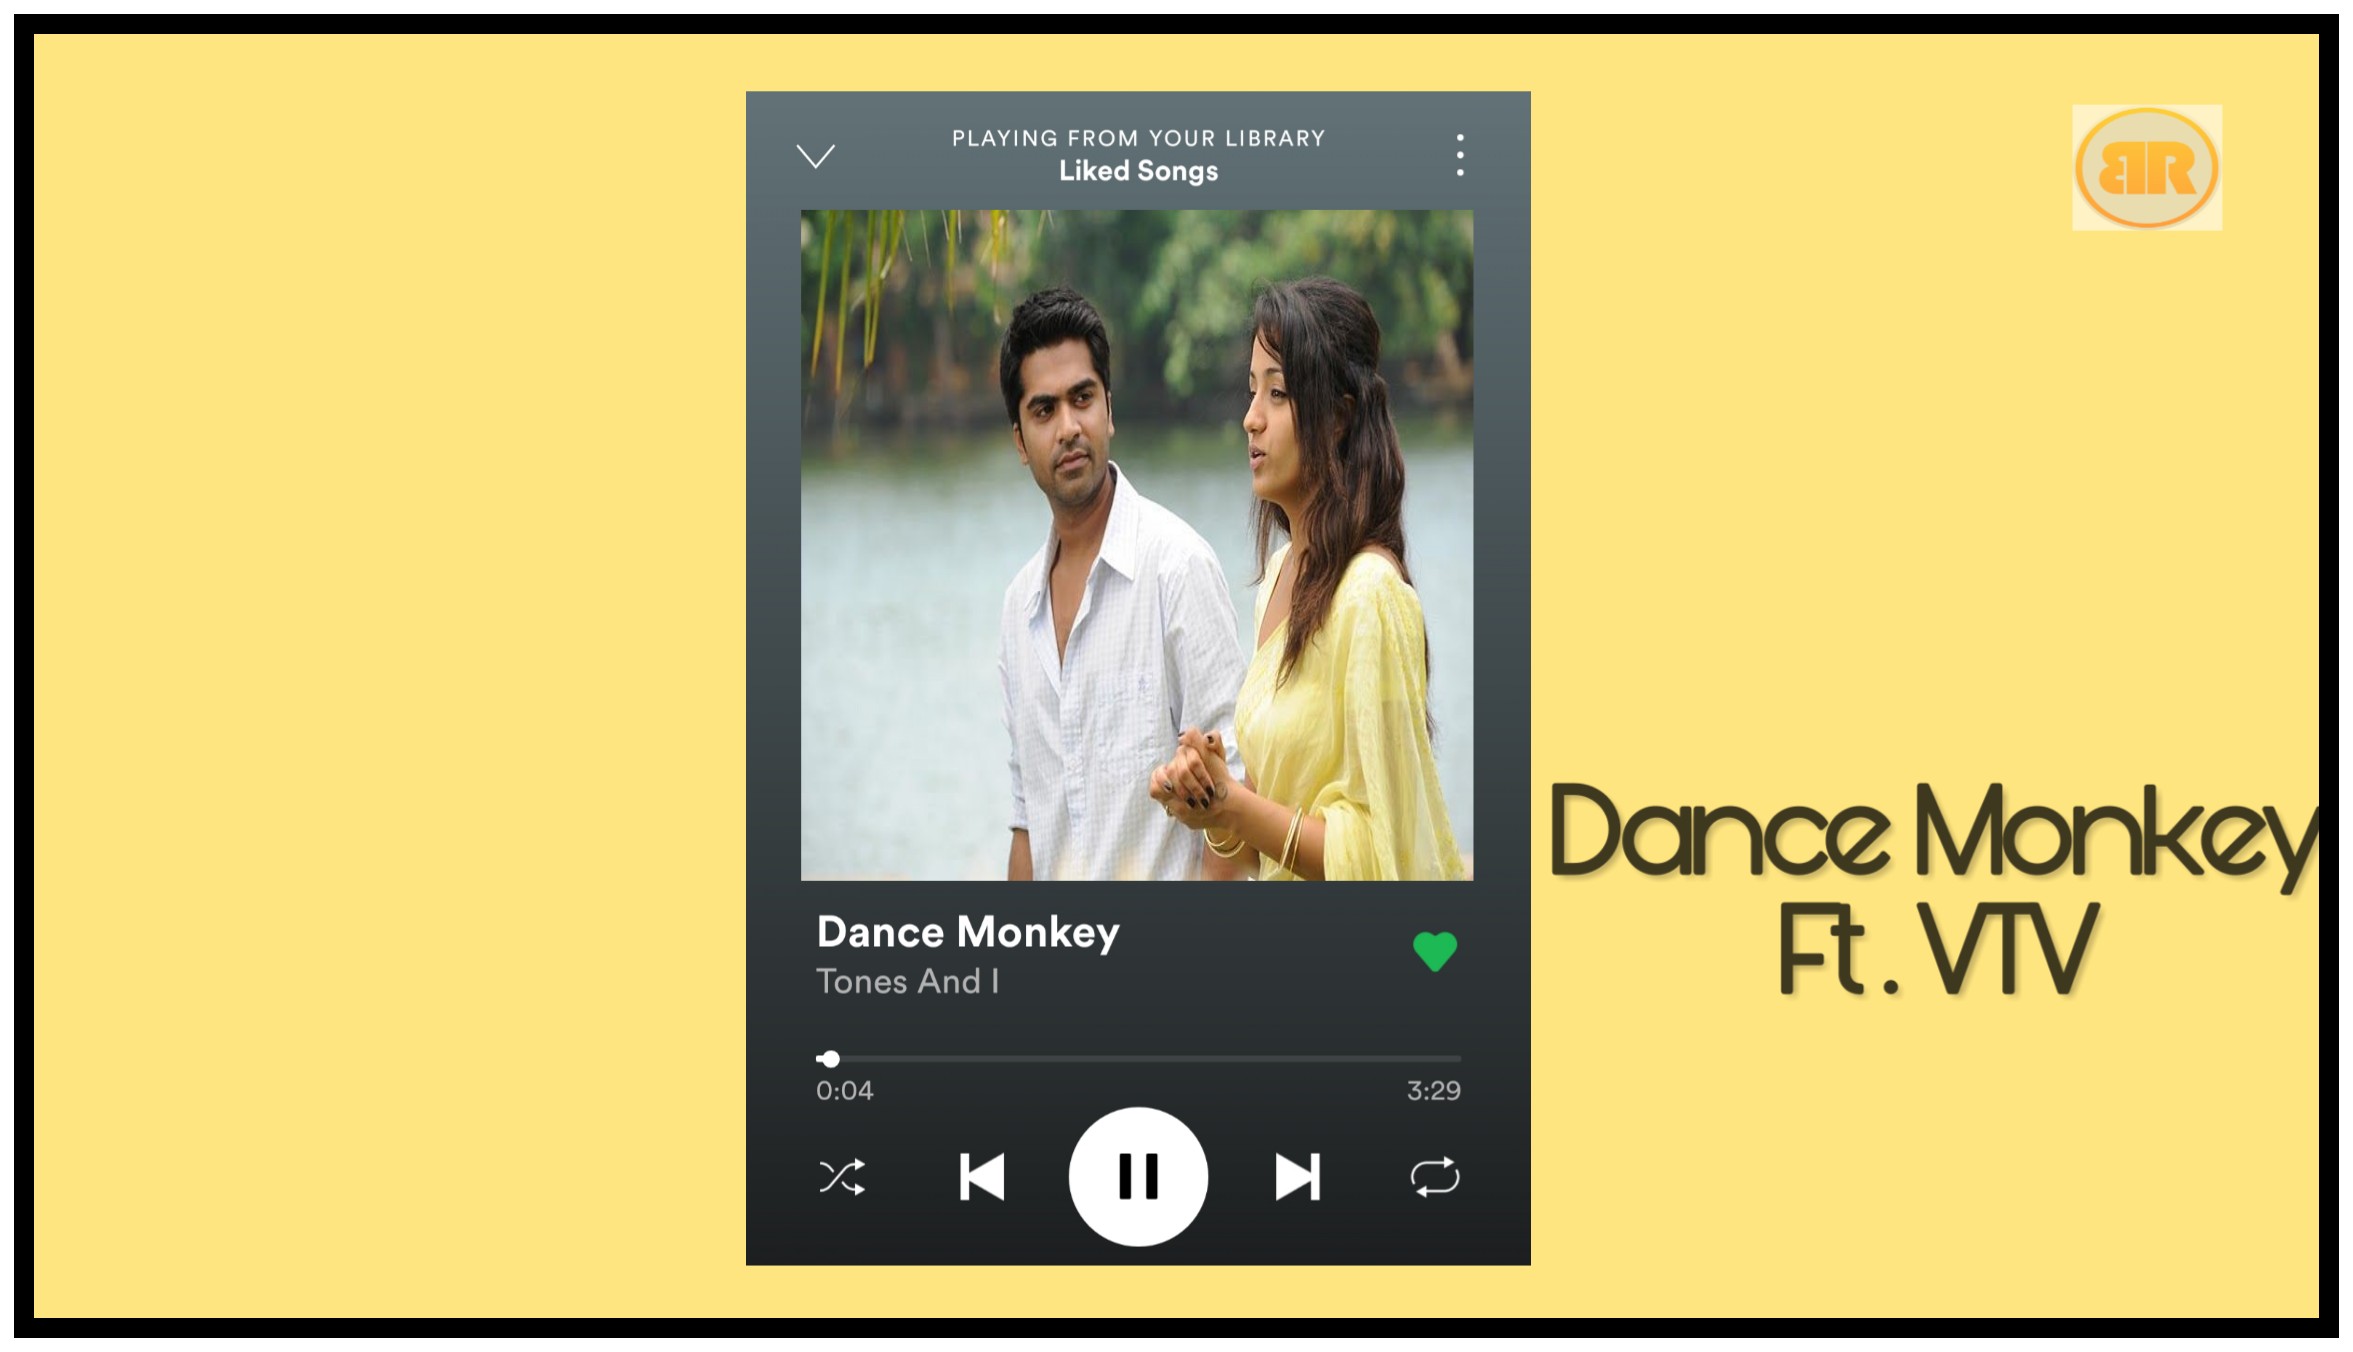 PLAYING FROM YOUR LIBRARY
Liked Songs
BR
Dance Monkey
Ft. VTV
Dance Monkey
Tones And I
0:04
3:29